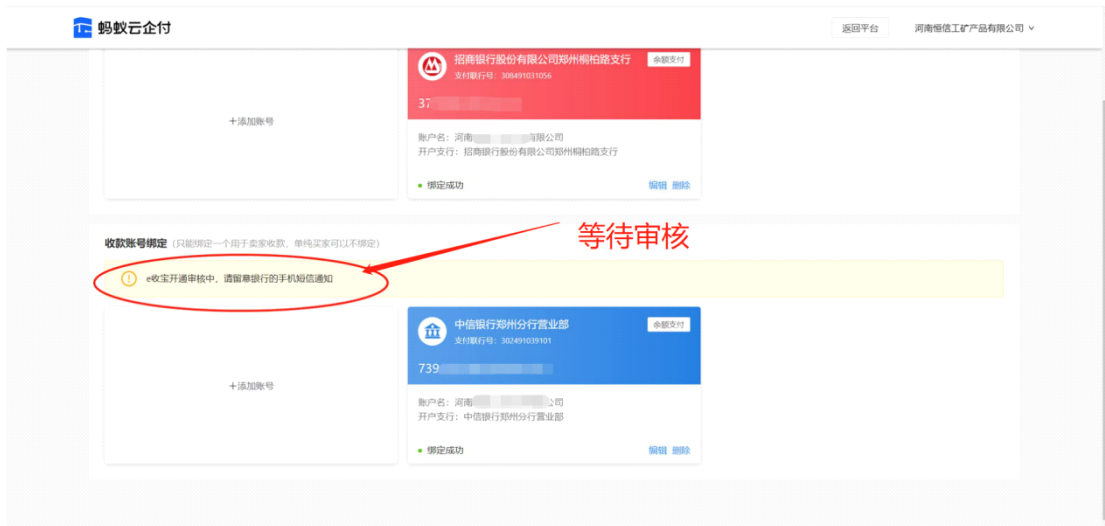 蚂蚁云企付
返回平台
河南恒信工矿产品有限公司
招商银行股份有限公司郑州桐柏路支行
余额支付
支付联行号：308491031056
37
+添加账号
账户名：河南
有限公司
开户支行：招商银行股份有限公司郑州桐柏路支行
绑定成功
编辑 删除
等待审核
收款账号绑定（只能绑定一个用于卖家收款，单纯买家可以不绑定）
e收宝开通审核中，请留意银行的手机短信通知
中信银行郑州分行营业部
余额支付
支付联行号：302491039101
739
+添加账号
账户名：河南
公司
开户支行：中信银行郑州分行营业部
绑定成功
编辑 删除